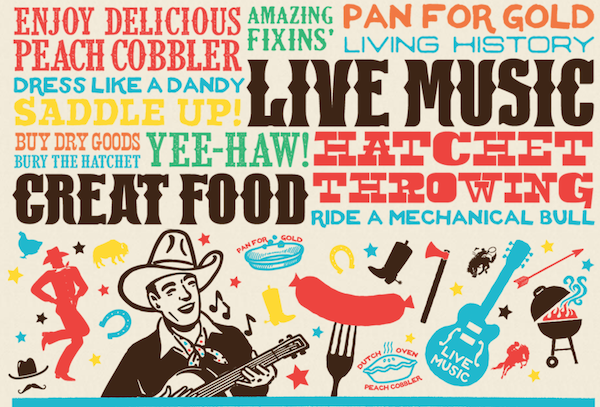 ENJOY DELICIOUS
PEACH COBBLER
AMAZING
FIXINS'
PAN FOR GOLD
LIVING HISTORY
DRESS LIKE A DANDY
SADDLE UP!
LIVE MUSIC
BUY DRY GOODS
BURY THE HATCHET
YEE-HAW!
HATCHET
THROWING
GREAT FOOD
RIDE A MECHANICAL BULL
PAN FOR GOLD
DUTCH OVEN
PEACH COBBLER
LIVE
MUSIC